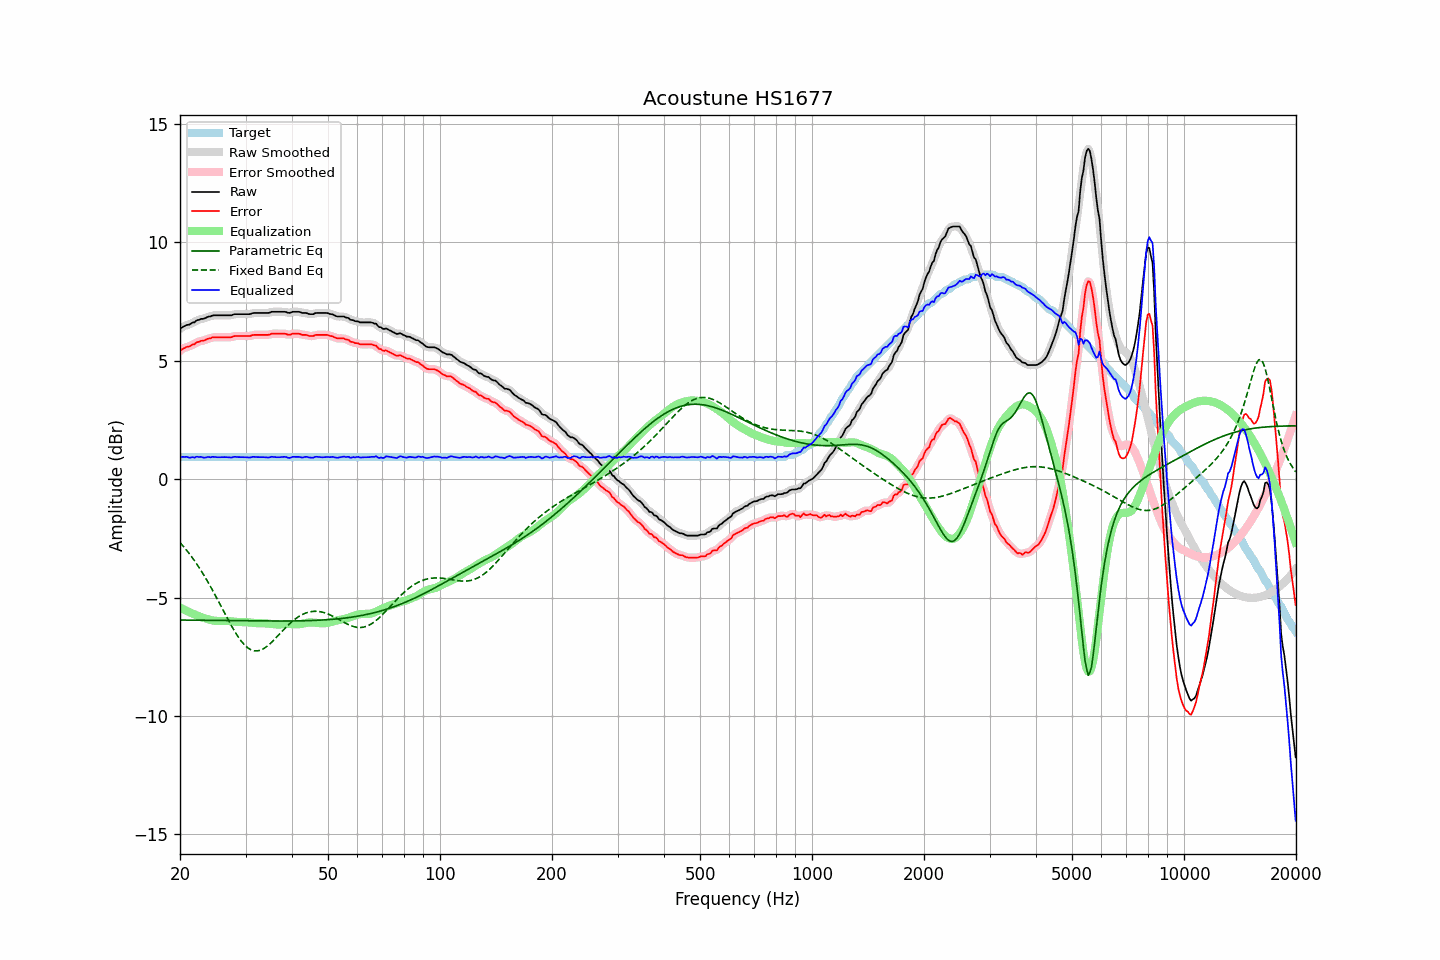 Acoustune HS1677
Amplitude (dBr)
15
10
5
0
−5
−10
−15
Target
Raw Smoothed
Error Smoothed
Raw
Error
Equalization
Parametric Eq
Fixed Band Eq
Equalized
20 50 100 200 500 1000 2000 5000 10000 20000
Frequency (Hz)